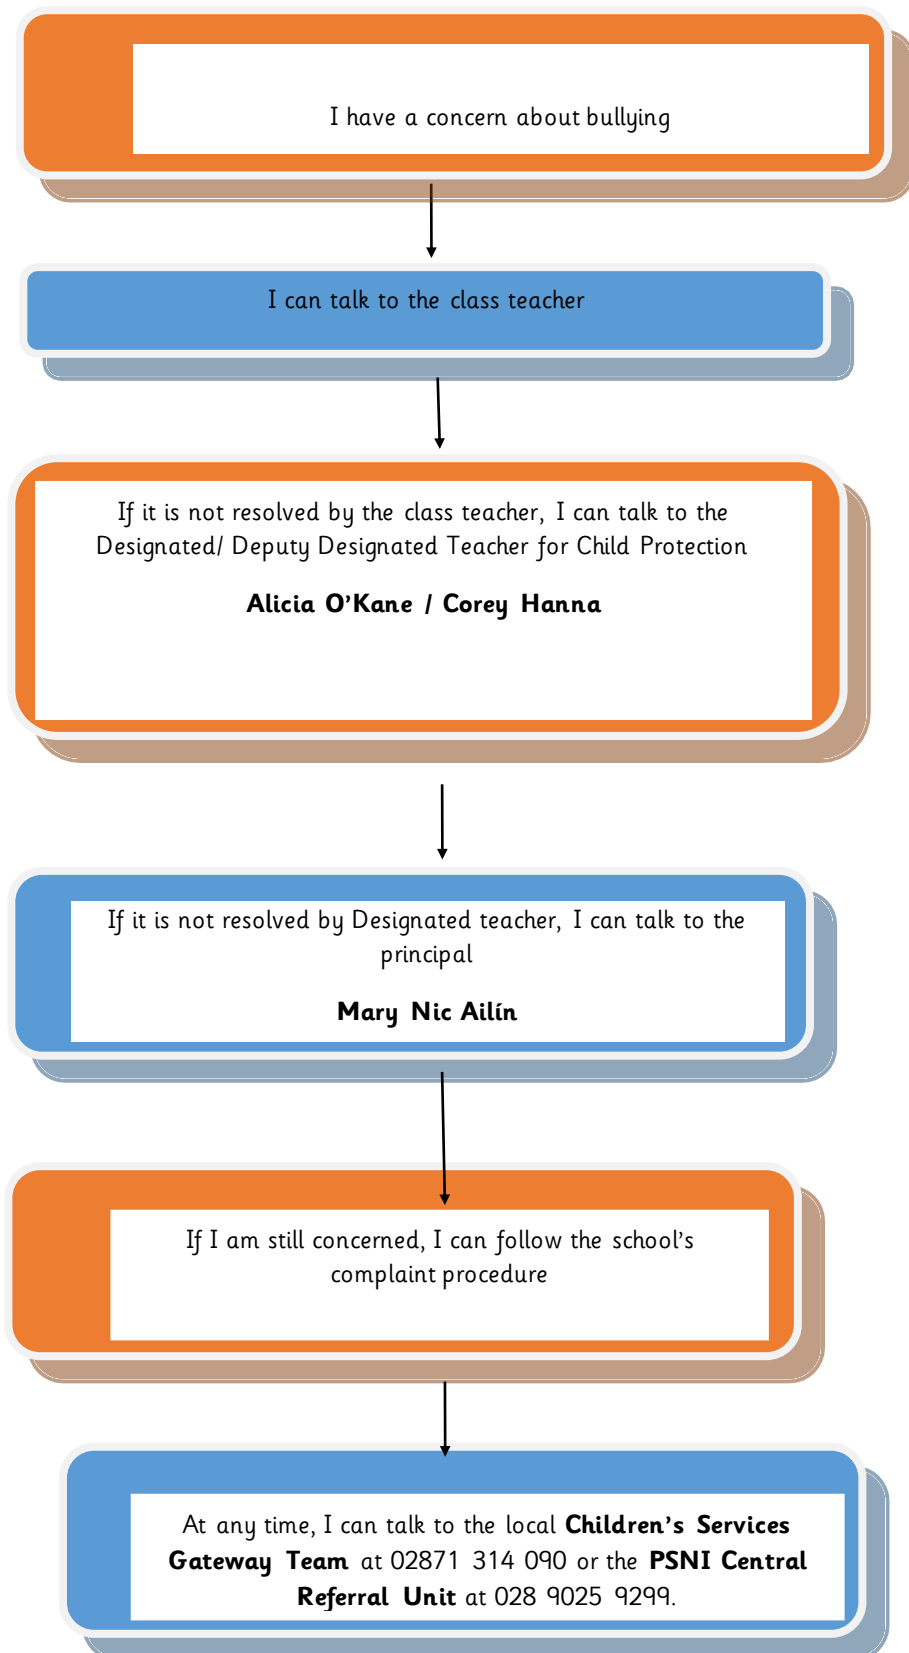 I have a concern about bullying
I can talk to the class teacher
If it is not resolved by the class teacher, I can talk to the
Designated/ Deputy Designated Teacher for Child Protection
Alicia O’Kane / Corey Hanna
If it is not resolved by Designated teacher, I can talk to the
principal
Mary Nic Ailín
If I am still concerned, I can follow the school’s
complaint procedure
At any time, I can talk to the local Children’s Services
Gateway Team at 02871 314 090 or the PSNI Central
Referral Unit at 028 9025 9299.